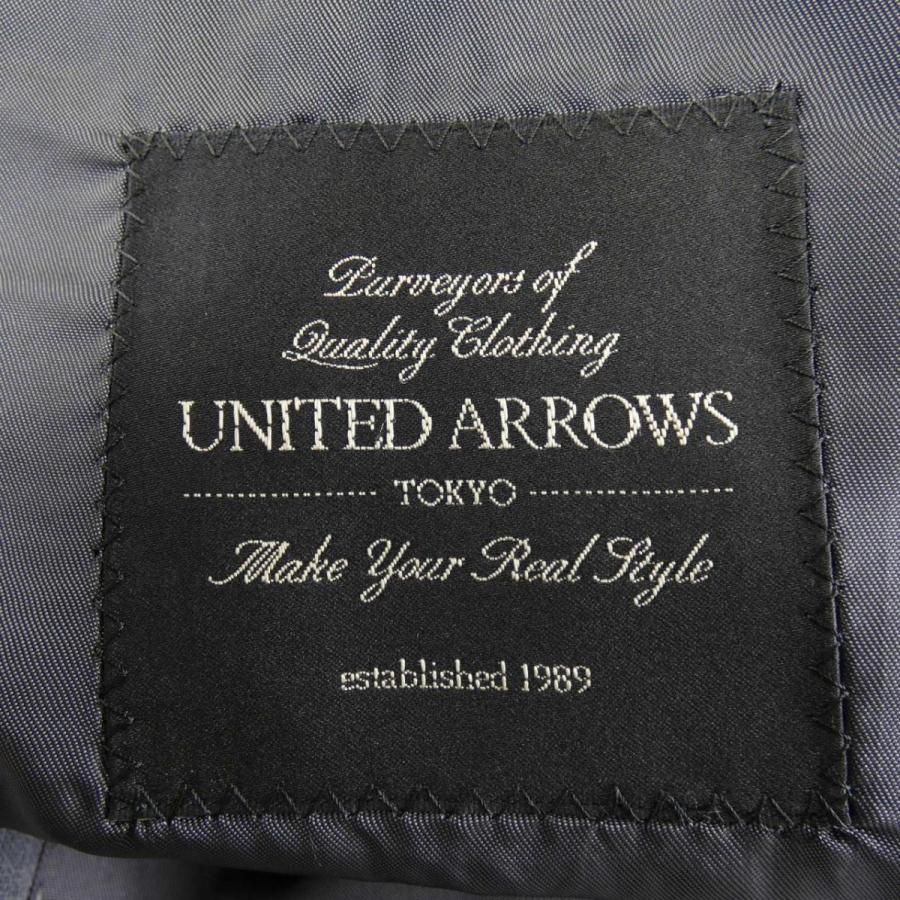 Purveyors of
Quality Clothing
UNITED ARROWS
TOKYO
Make Your Real Style
established 1989